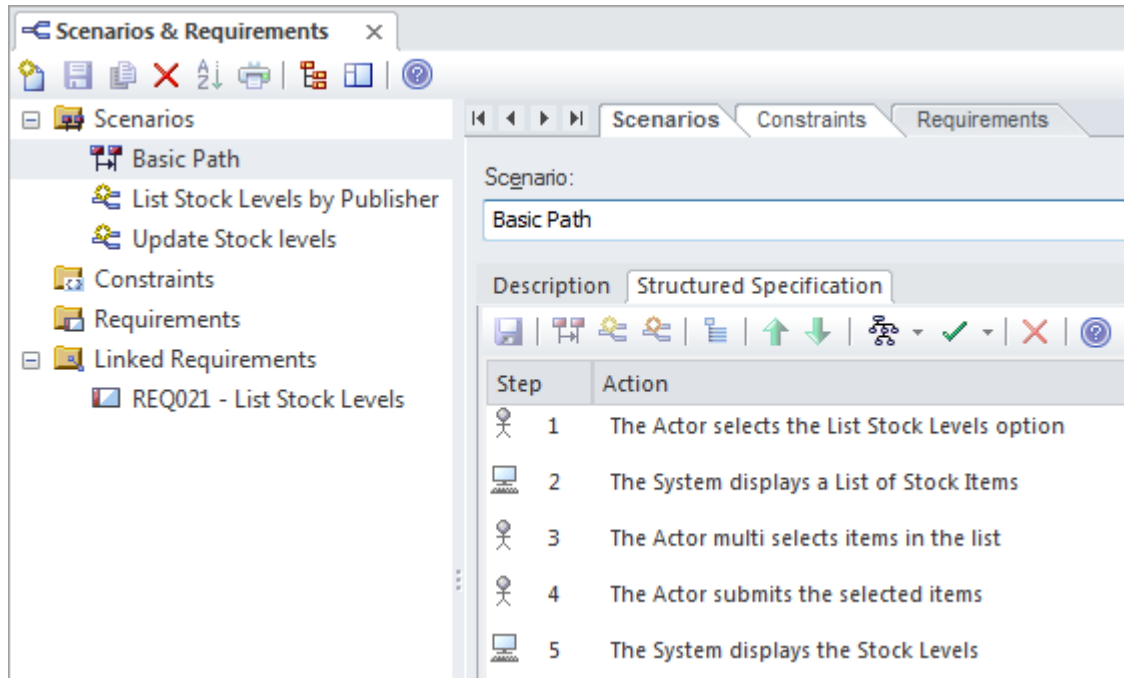 Scenarios & Requirements
Scenarios
Basic Path
List Stock Levels by Publisher
Update Stock levels
Constraints
Requirements
Linked Requirements
REQ021 - List Stock Levels
Scenarios Constraints Requirements
Scenario:
Basic Path
Description Structured Specification
Step Action
1 The Actor selects the List Stock Levels option
2 The System displays a List of Stock Items
3 The Actor multi selects items in the list
4 The Actor submits the selected items
5 The System displays the Stock Levels